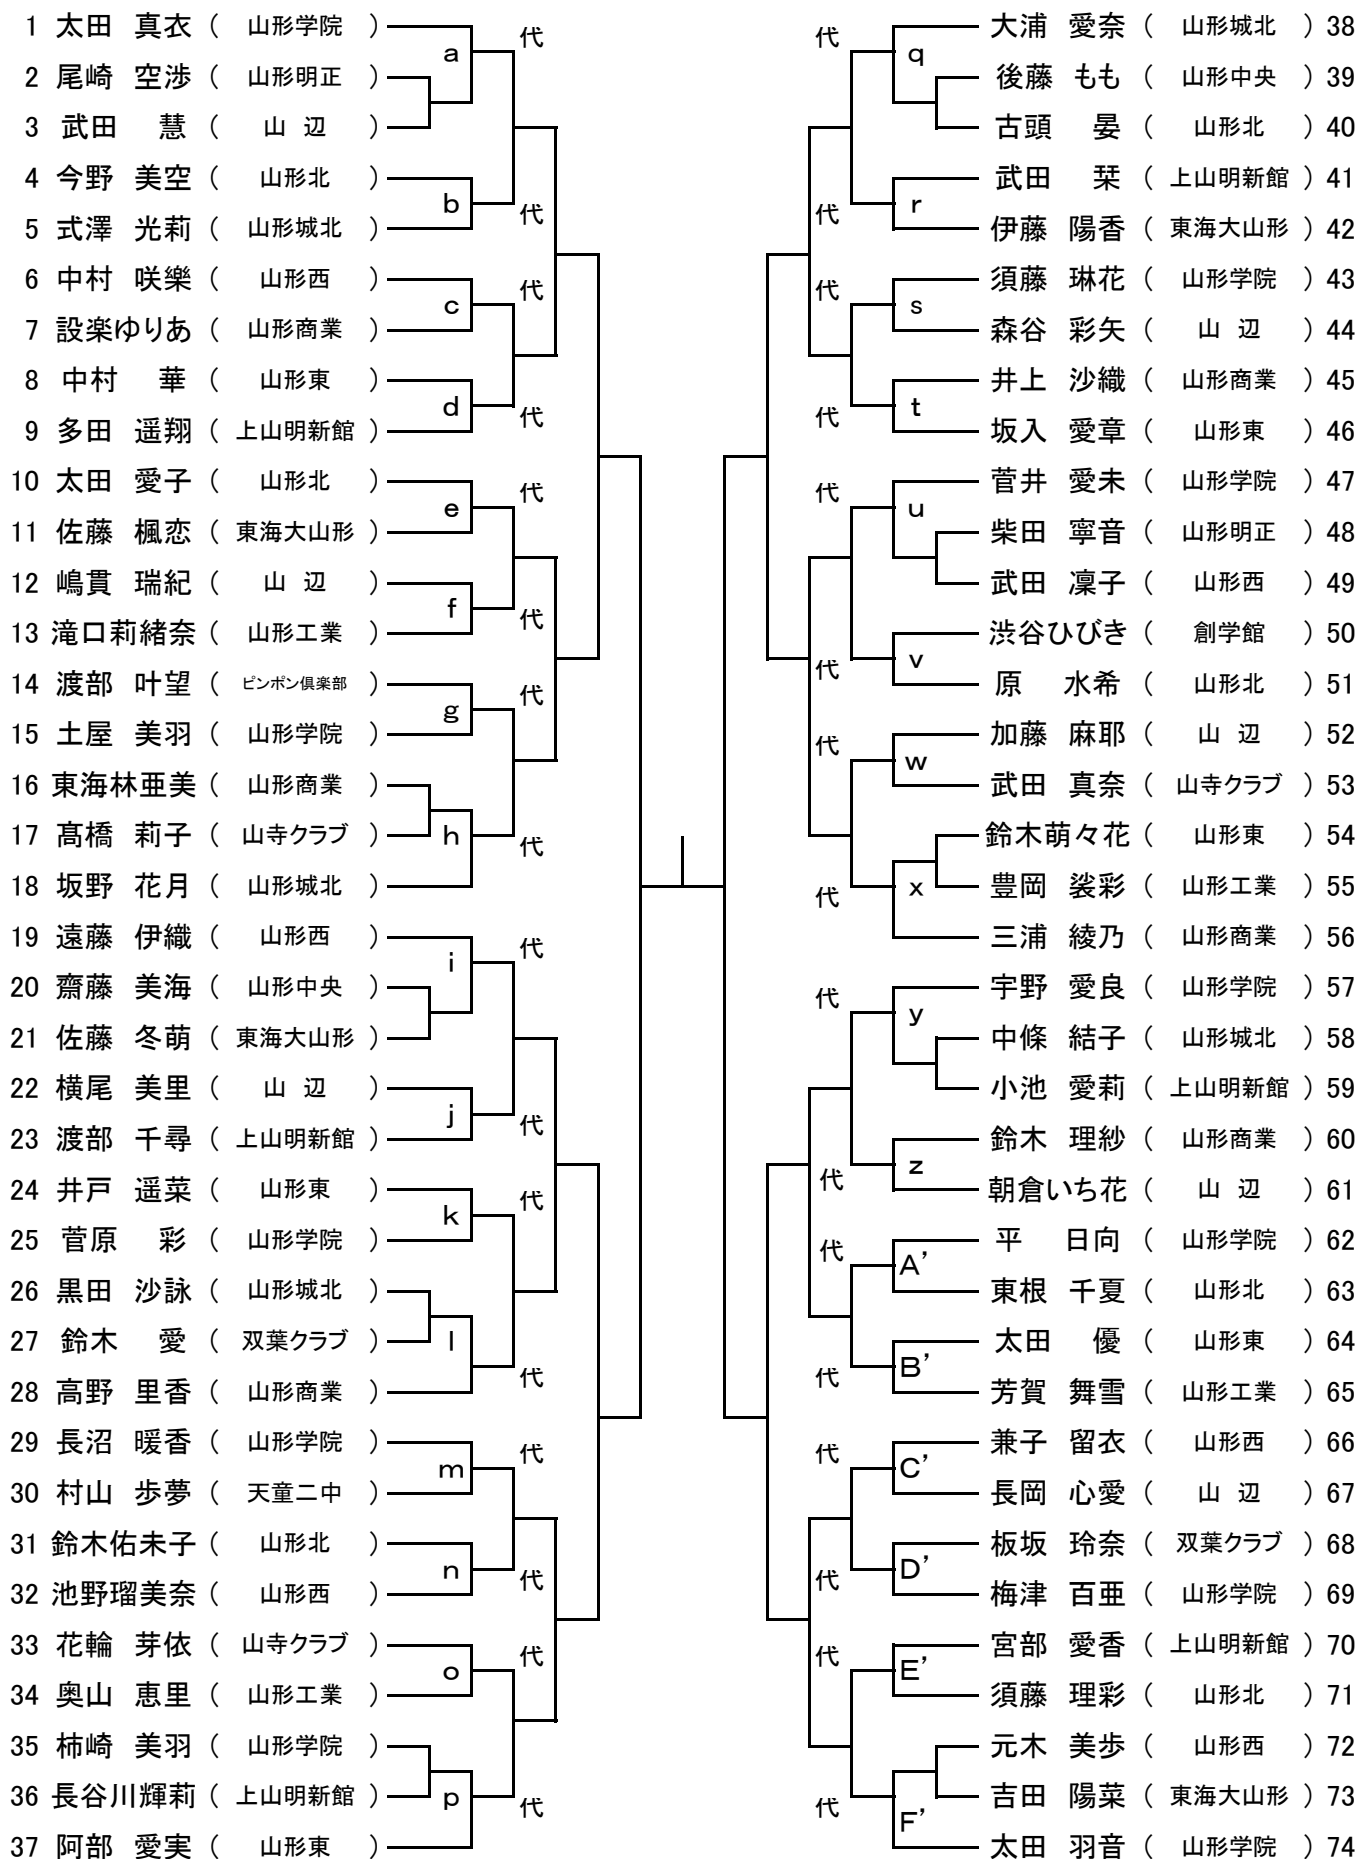 1 太田 真衣 ( 山形学院 )
a
代
2 尾崎 空渉 ( 山形明正 )
3 武田 慧 ( 山 辺 )
4 今野 美空 ( 山形北 )
b
代
5 式澤 光莉 ( 山形城北 )
6 中村 咲樂 ( 山形西 )
c
代
7 設楽ゆりあ ( 山形商業 )
8 中村 華 ( 山形東 )
d
代
9 多田 遥翔 ( 上山明新館 )
10 太田 愛子 ( 山形北 )
e
代
11 佐藤 楓恋 ( 東海大山形 )
12 嶋貫 瑞紀 ( 山 辺 )
f
代
13 滝口莉緒奈 ( 山形工業 )
14 渡部 叶望 ( ピンポン倶楽部 )
g
代
15 土屋 美羽 ( 山形学院 )
16 東海林亜美 ( 山形商業 )
17 髙橋 莉子 ( 山寺クラブ )
h
代
18 坂野 花月 ( 山形城北 )
19 遠藤 伊織 ( 山形西 )
i
代
20 齋藤 美海 ( 山形中央 )
21 佐藤 冬萌 ( 東海大山形 )
22 横尾 美里 ( 山 辺 )
j
代
23 渡部 千尋 ( 上山明新館 )
24 井戸 遥菜 ( 山形東 )
k
代
25 菅原 彩 ( 山形学院 )
26 黒田 沙詠 ( 山形城北 )
27 鈴木 愛 ( 双葉クラブ )
l
代
28 高野 里香 ( 山形商業 )
29 長沼 暖香 ( 山形学院 )
m
代
30 村山 歩夢 ( 天童二中 )
31 鈴木佑未子 ( 山形北 )
n
代
32 池野瑠美奈 ( 山形西 )
33 花輪 芽依 ( 山寺クラブ )
o
代
34 奥山 恵里 ( 山形工業 )
35 柿崎 美羽 ( 山形学院 )
36 長谷川輝莉 ( 上山明新館 )
p
代
37 阿部 愛実 ( 山形東 )
大浦 愛奈 ( 山形城北 ) 38
代
q
後藤 もも ( 山形中央 ) 39
古頭 晏 ( 山形北 ) 40
武田 栞 ( 上山明新館 ) 41
代
r
伊藤 陽香 ( 東海大山形 ) 42
須藤 琳花 ( 山形学院 ) 43
代
s
森谷 彩矢 ( 山 辺 ) 44
井上 沙織 ( 山形商業 ) 45
代
t
坂入 愛章 ( 山形東 ) 46
菅井 愛未 ( 山形学院 ) 47
代
u
柴田 寧音 ( 山形明正 ) 48
武田 凜子 ( 山形西 ) 49
渋谷ひびき ( 創学館 ) 50
代
v
原 水希 ( 山形北 ) 51
加藤 麻耶 ( 山 辺 ) 52
代
w
武田 真奈 ( 山寺クラブ ) 53
鈴木萌々花 ( 山形東 ) 54
豊岡 裟彩 ( 山形工業 ) 55
代
x
三浦 綾乃 ( 山形商業 ) 56
宇野 愛良 ( 山形学院 ) 57
代
y
中條 結子 ( 山形城北 ) 58
小池 愛莉 ( 上山明新館 ) 59
鈴木 理紗 ( 山形商業 ) 60
代
z
朝倉いち花 ( 山 辺 ) 61
平 日向 ( 山形学院 ) 62
代
A’
東根 千夏 ( 山形北 ) 63
太田 優 ( 山形東 ) 64
代
B’
芳賀 舞雪 ( 山形工業 ) 65
兼子 留衣 ( 山形西 ) 66
代
C’
長岡 心愛 ( 山 辺 ) 67
板坂 玲奈 ( 双葉クラブ ) 68
代
D’
梅津 百亜 ( 山形学院 ) 69
宮部 愛香 ( 上山明新館 ) 70
代
E’
須藤 理彩 ( 山形北 ) 71
元木 美歩 ( 山形西 ) 72
吉田 陽菜 ( 東海大山形 ) 73
代
F’
太田 羽音 ( 山形学院 ) 74